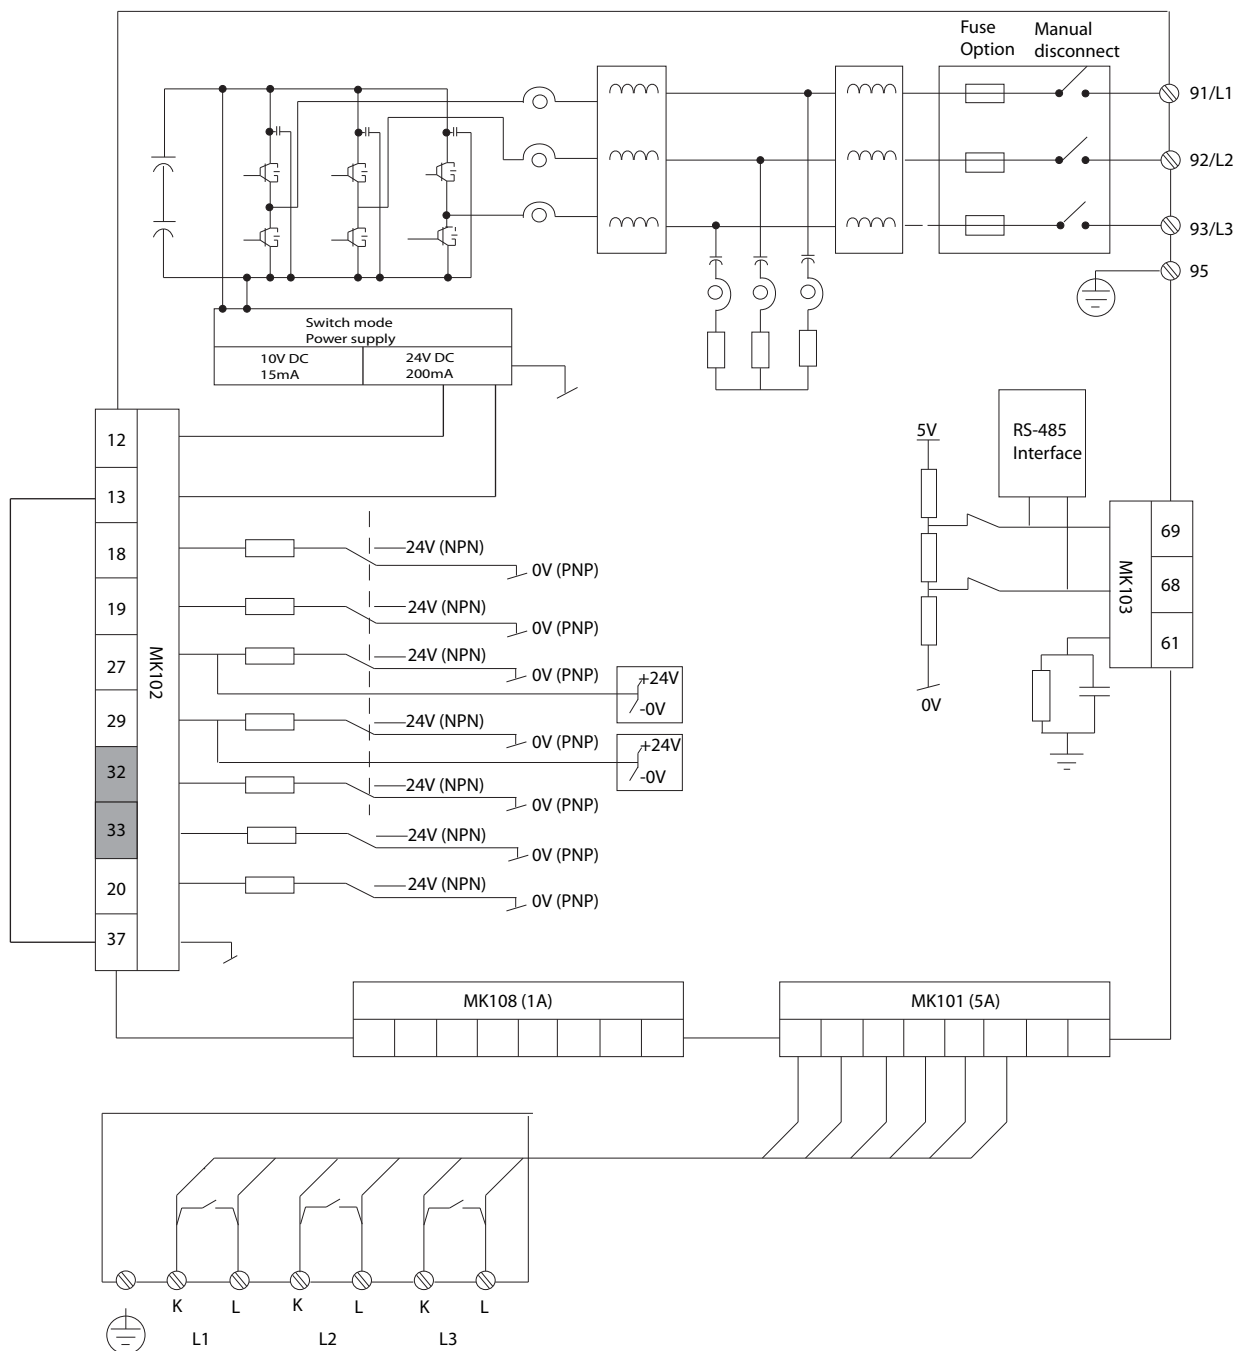 Fuse Option
Manual disconnect
91/L1
92/L2
93/L3
95
Switch mode
Power supply
10V DC
15mA
24V DC
200mA
12
13
18
19
27
29
32
33
20
37
MK102
24V (NPN)
0V (PNP)
24V (NPN)
0V (PNP)
24V (NPN)
0V (PNP)
+24V
-0V
24V (NPN)
0V (PNP)
+24V
-0V
24V (NPN)
0V (PNP)
24V (NPN)
0V (PNP)
24V (NPN)
0V (PNP)
5V
0V
RS-485
Interface
MK103
69
68
61
MK108 (1A)
MK101 (5A)
K L K L K L
L1 L2 L3